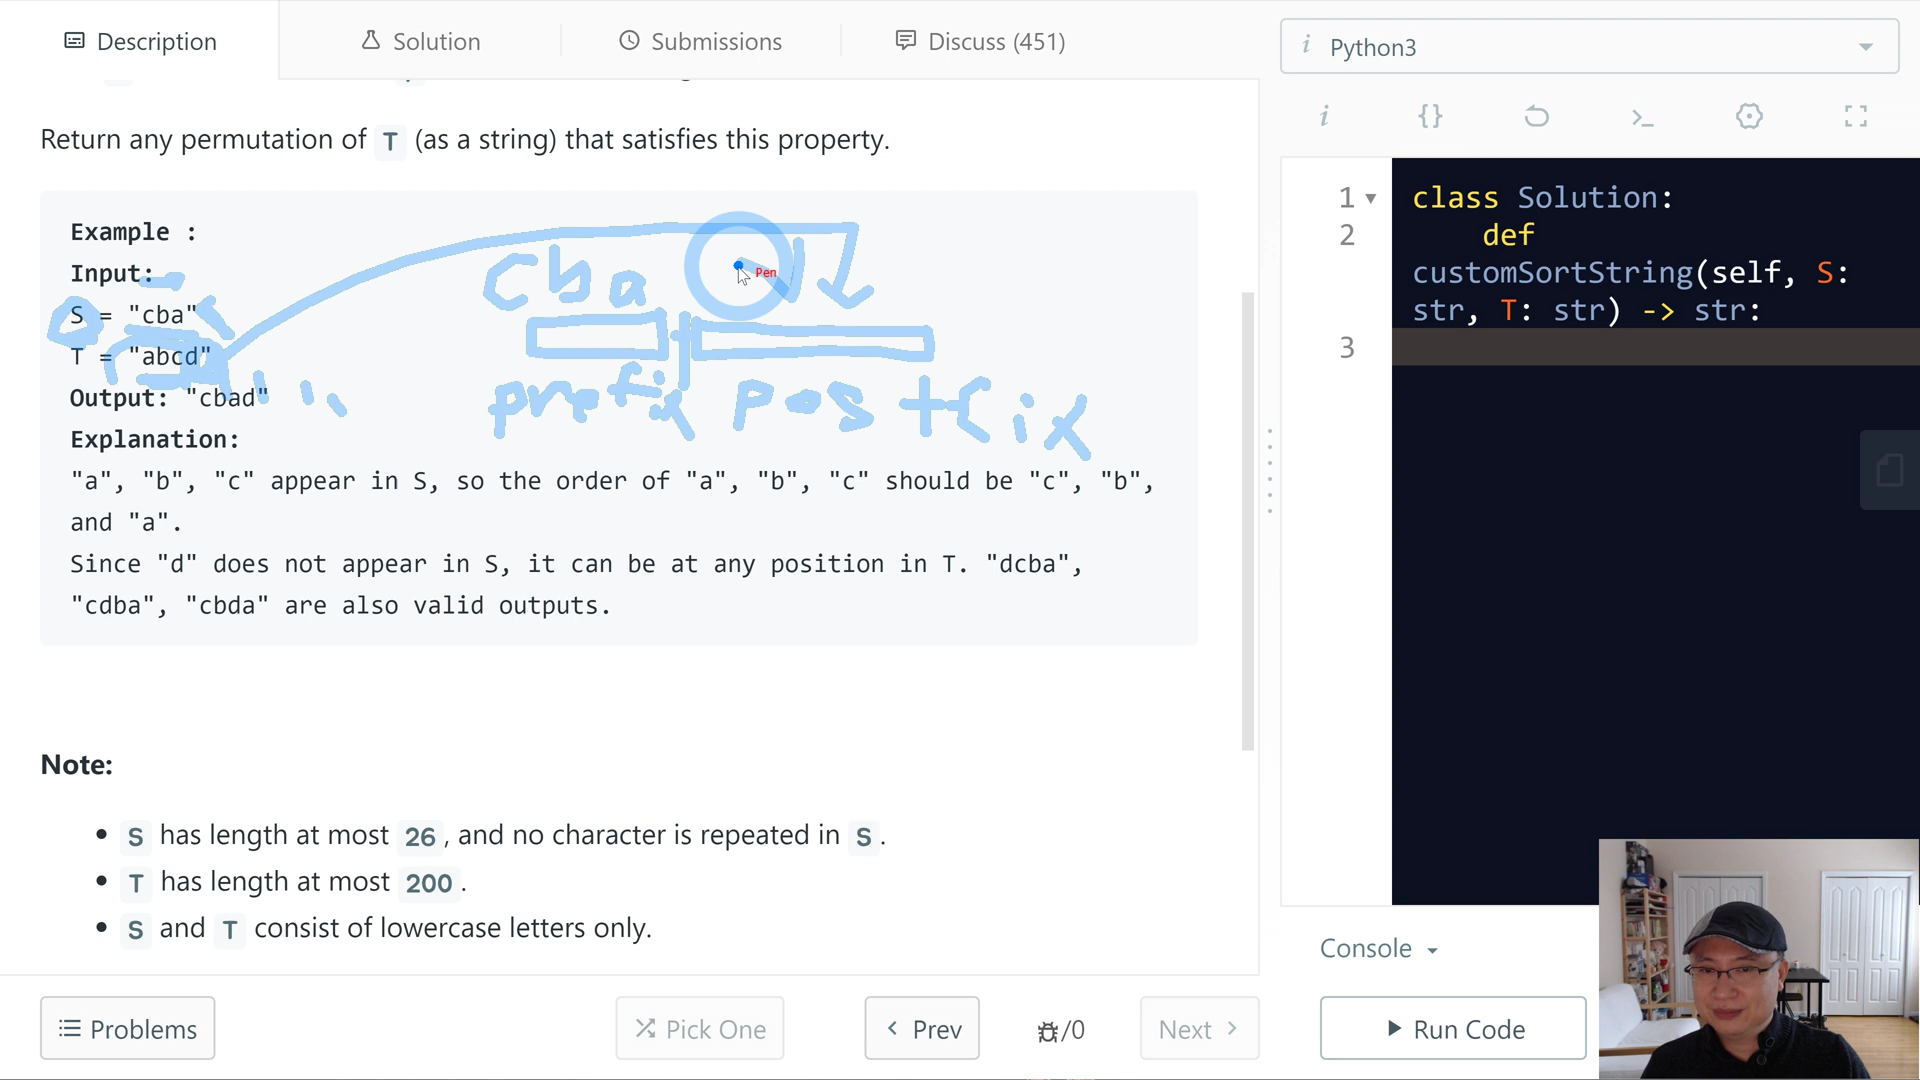 Description
Solution
Submissions
Discuss (451)
Return any permutation of T (as a string) that satisfies this property.
Example :
Input:
S = "cba"
T = "abcd"
Output: "cbad"
Explanation:
"a", "b", "c" appear in S, so the order of "a", "b", "c" should be "c", "b",
and "a".
Since "d" does not appear in S, it can be at any position in T. "dcba",
"cdba", "cbda" are also valid outputs.
cba
Pen
prefix postfix
Note:
S has length at most 26, and no character is repeated in S.
T has length at most 200.
S and T consist of lowercase letters only.
Problems
Pick One
Prev
/0
Next
i Python3
i {} >_
1 class Solution:
2 def
customSortString(self, S:
str, T: str) -> str:
3
Console
Run Code